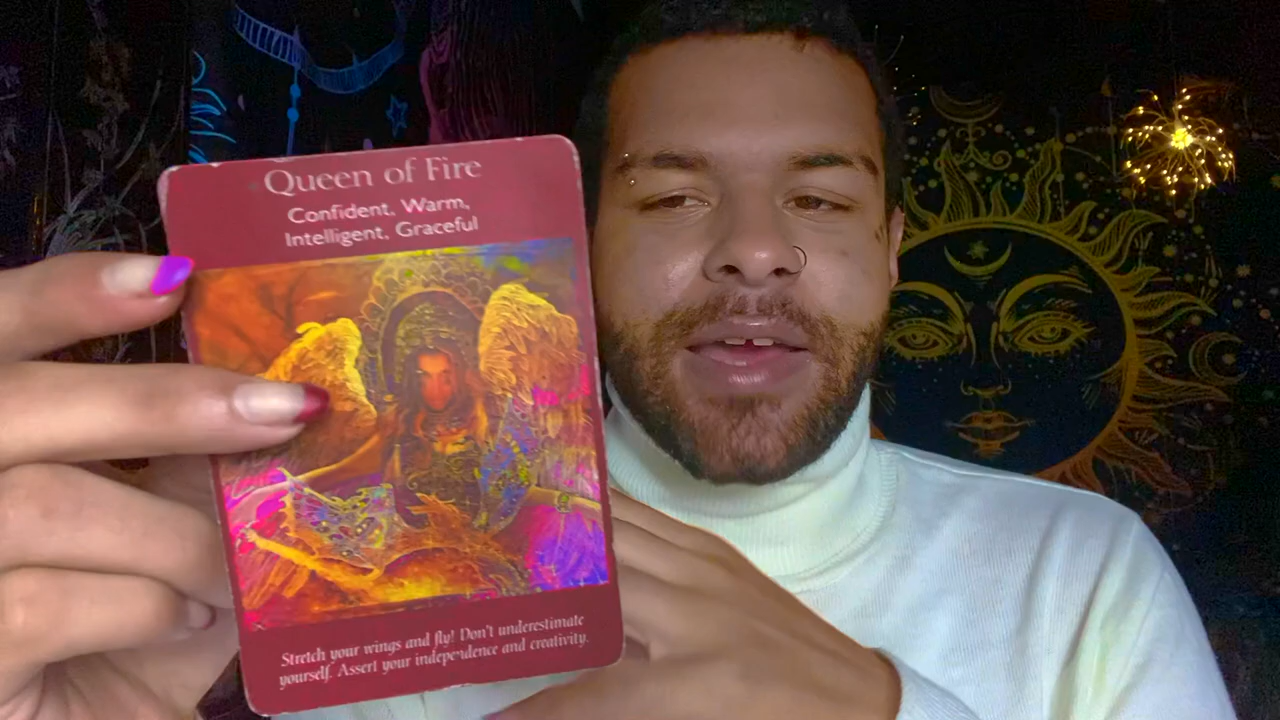 Queen of Fire
Confident, Warm,
Intelligent, Graceful
Stretch your wings and fly! Don't underestimate
yourself. Assert your independence and creativity.